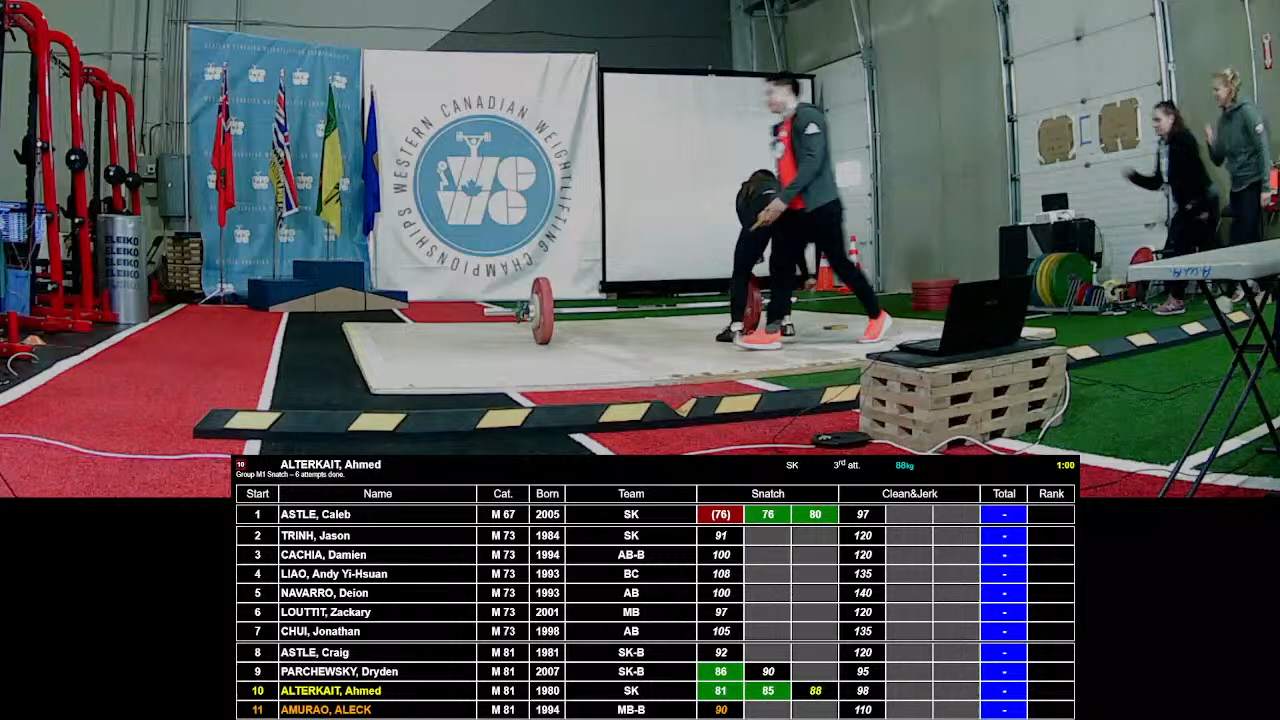 WESTERN CANADIAN WEIGHTLIFTING CHAMPIONSHIPS
WC
WC
ELEIKO
ELEIKO
ELEIKO
ELEIKO
10 ALTERKAIT, Ahmed SK 3rd att. 88kg 1:00
Group M1 Snatch – 6 attempts done.
Start Name Cat. Born Team Snatch Clean&Jerk Total Rank
1 ASTLE, Caleb M 67 2005 SK (76) 76 80 97 -
2 TRINH, Jason M 73 1984 SK 91 120 -
3 CACHIA, Damien M 73 1994 AB-B 100 120 -
4 LIAO, Andy Yi-Hsuan M 73 1993 BC 108 135 -
5 NAVARRO, Deion M 73 1993 AB 100 140 -
6 LOUTTIT, Zackary M 73 2001 MB 97 120 -
7 CHUI, Jonathan M 73 1998 AB 105 135 -
8 ASTLE, Craig M 81 1981 SK-B 92 120 -
9 PARCHEWSKY, Dryden M 81 2007 SK-B 86 90 95 -
10 ALTERKAIT, Ahmed M 81 1980 SK 81 85 88 98 -
11 AMURAO, ALECK M 81 1994 MB-B 90 110 -